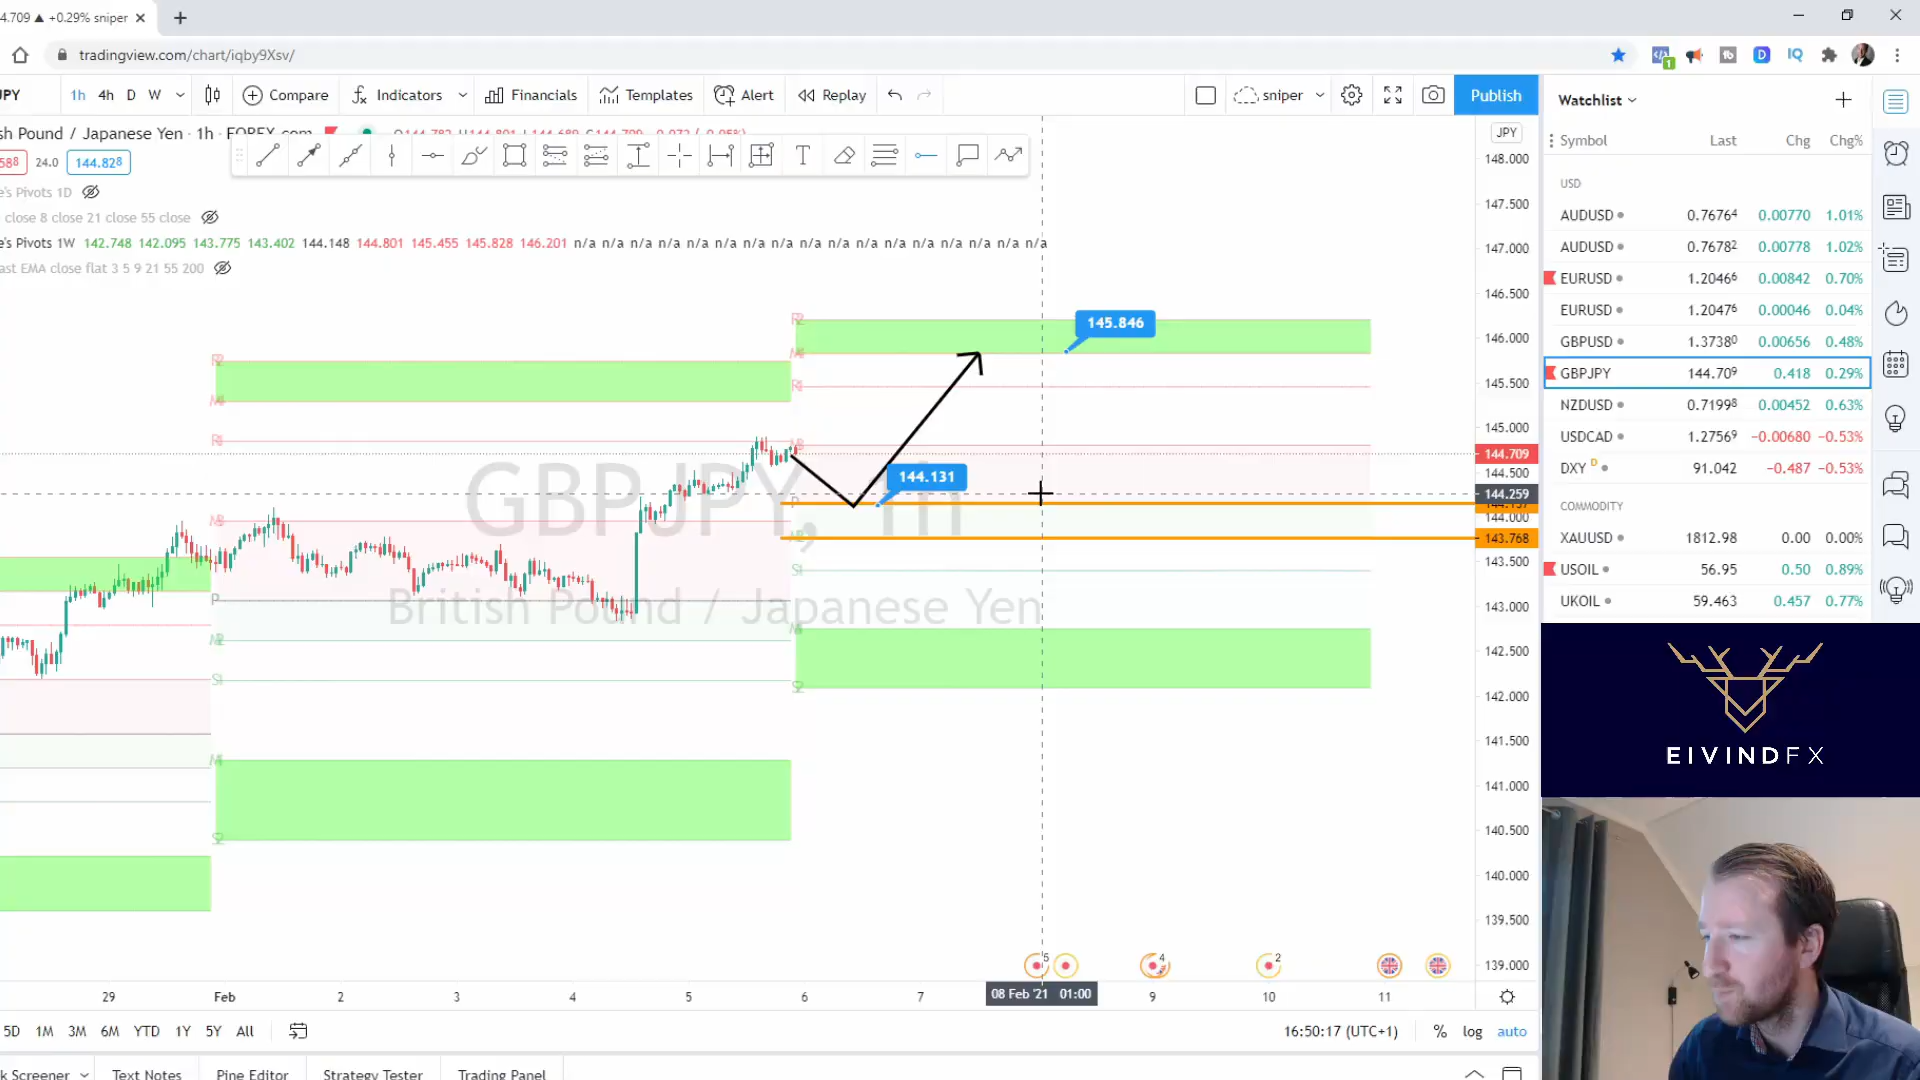 4.709 ▲ +0.29% sniper
tradingview.com/chart/iqby9Xsv/
JPY 1h 4h D W Compare Indicators Financials Templates Alert Replay sniper Publish
sh Pound / Japanese Yen · 1h · FOREX.com
588 24.0 144.828
e's Pivots 1D
close 8 close 21 close 55 close
e's Pivots 1W 142.748 142.095 143.775 143.402 144.148 144.801 145.455 145.828 146.201 n/a n/a n/a n/a n/a n/a n/a n/a n/a n/a n/a n/a n/a n/a n/a n/a n/a
ast EMA close flat 3 5 9 21 55 200
145.846
144.131
GBPJPY, 1h
British Pound / Japanese Yen
JPY
148.000
147.500
147.000
146.500
146.000
145.500
145.000
144.709
144.500
144.259
144.000
143.768
143.500
143.000
142.500
142.000
141.500
141.000
140.500
140.000
139.500
139.000
5 4 2
29 Feb 2 3 4 5 6 7 08 Feb '21 01:00 9 10 11
5D 1M 3M 6M YTD 1Y 5Y All 16:50:17 (UTC+1) % log auto
k Screener Text Notes Pine Editor Strategy Tester Trading Panel
Watchlist
Symbol Last Chg Chg%
USD
AUDUSD 0.76764 0.00770 1.01%
AUDUSD 0.76782 0.00778 1.02%
EURUSD 1.20466 0.00842 0.70%
EURUSD 1.20476 0.00046 0.04%
GBPUSD 1.37380 0.00656 0.48%
GBPJPY 144.709 0.418 0.29%
NZDUSD 0.71998 0.00452 0.63%
USDCAD 1.27569 −0.00680 −0.53%
DXY D 91.042 −0.487 −0.53%
COMMODITY
XAUUSD 1812.98 0.00 0.00%
USOIL 56.95 0.50 0.89%
UKOIL 59.463 0.457 0.77%
EIVINDFX